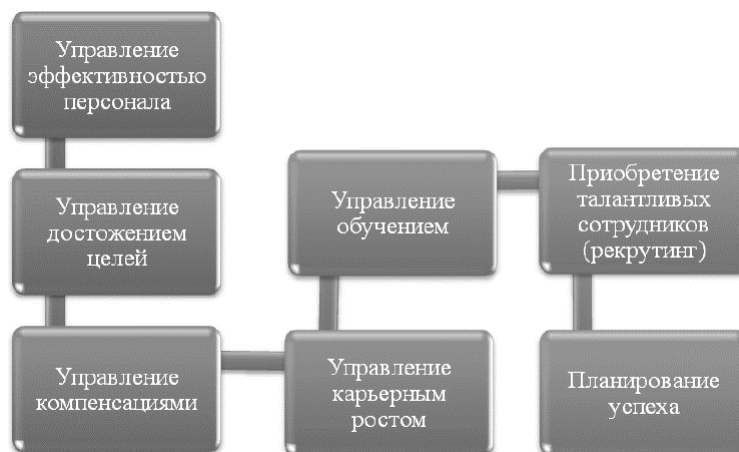 Управление
эффективностью
персонала
Управление
достожением
целей
Управление
компенсациями
Управление
карьерным
ростом
Управление
обучением
Приобретение
талантливых
сотрудников
(рекрутинг)
Планирование
успеха